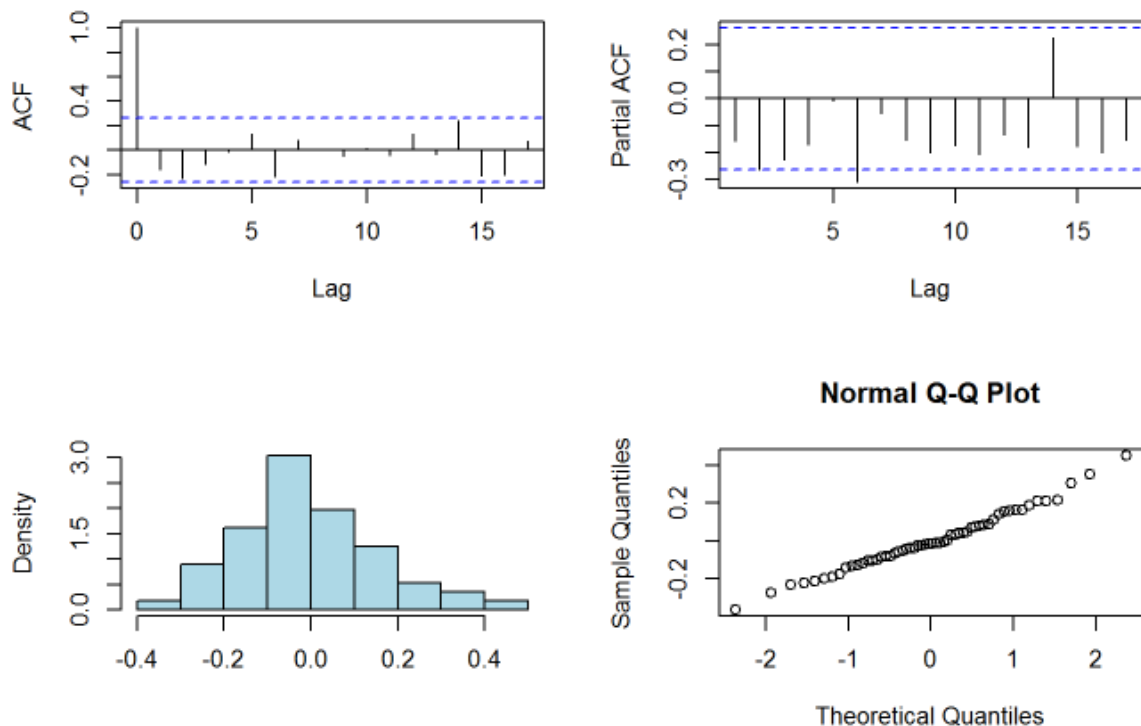 ACF
1.0
0.4
-0.2
0 5 10 15
Lag
Partial ACF
0.2
0.0
-0.3
5 10 15
Lag
Density
3.0
1.5
0.0
-0.4 -0.2 0.0 0.2 0.4
Normal Q-Q Plot
Sample Quantiles
0.2
-0.2
-2 -1 0 1 2
Theoretical Quantiles